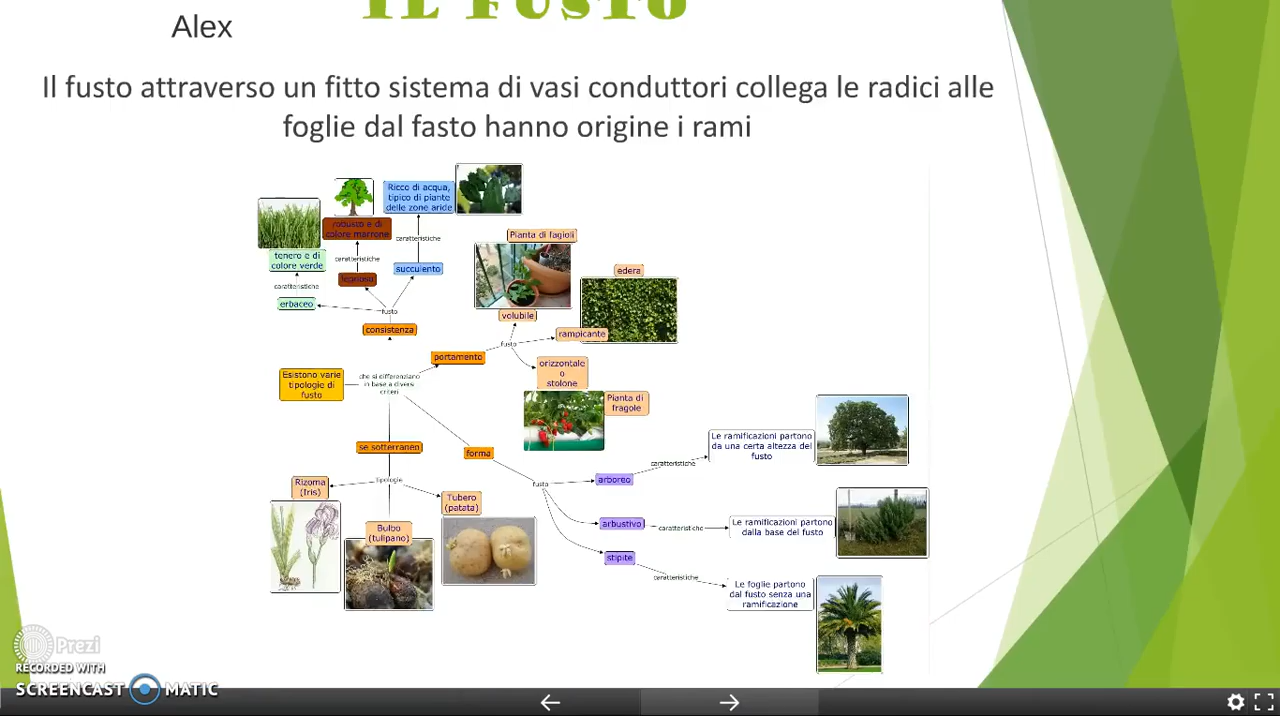 IL FUSTO
Alex
Il fusto attraverso un fitto sistema di vasi conduttori collega le radici alle
foglie dal fasto hanno origine i rami
Ricco di acqua,
tipico di piante
delle zone aride
robusto e di
colore marrone
tenero e di
colore verde
caratteristiche
caratteristiche
caratteristiche
succulento
legnoso
erbaceo
fusto
consistenza
Pianta di fagioli
edera
volubile
rampicante
fusto
portamento
orizzontale
o
stolone
Pianta di
fragole
Esistono varie
tipologie di
fusto
che si differenziano
in base a diversi
criteri
se sotterraneo
forma
tipologie
Rizoma
(Iris)
Bulbo
(tulipano)
Tubero
(patata)
fusto
arboreo
caratteristiche
Le ramificazioni partono
da una certa altezza del
fusto
arbustivo
caratteristiche
Le ramificazioni partono
dalla base del fusto
stipite
caratteristiche
Le foglie partono
dal fusto senza una
ramificazione
Prezi
RECORDED WITH
SCREENCAST MATIC